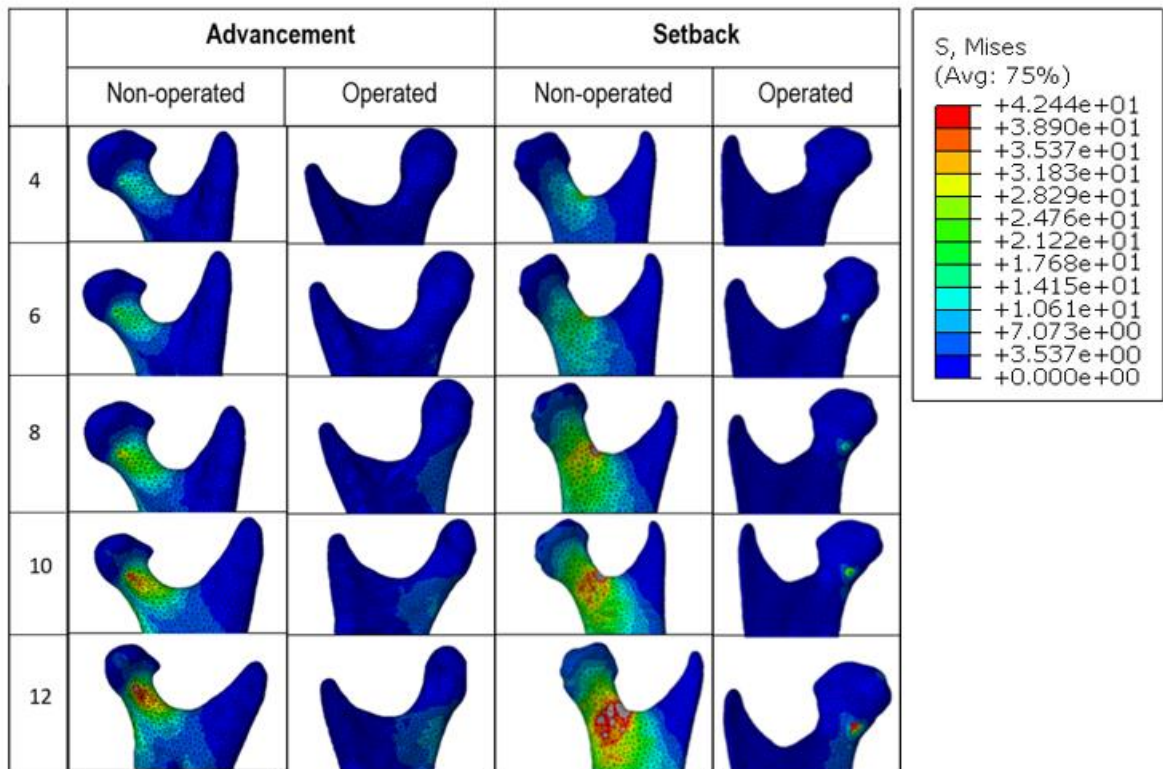 Advancement Setback
Non-operated Operated Non-operated Operated
4
6
8
10
12
S, Mises
(Avg: 75%)
+4.244e+01
+3.890e+01
+3.537e+01
+3.183e+01
+2.829e+01
+2.476e+01
+2.122e+01
+1.768e+01
+1.415e+01
+1.061e+01
+7.073e+00
+3.537e+00
+0.000e+00